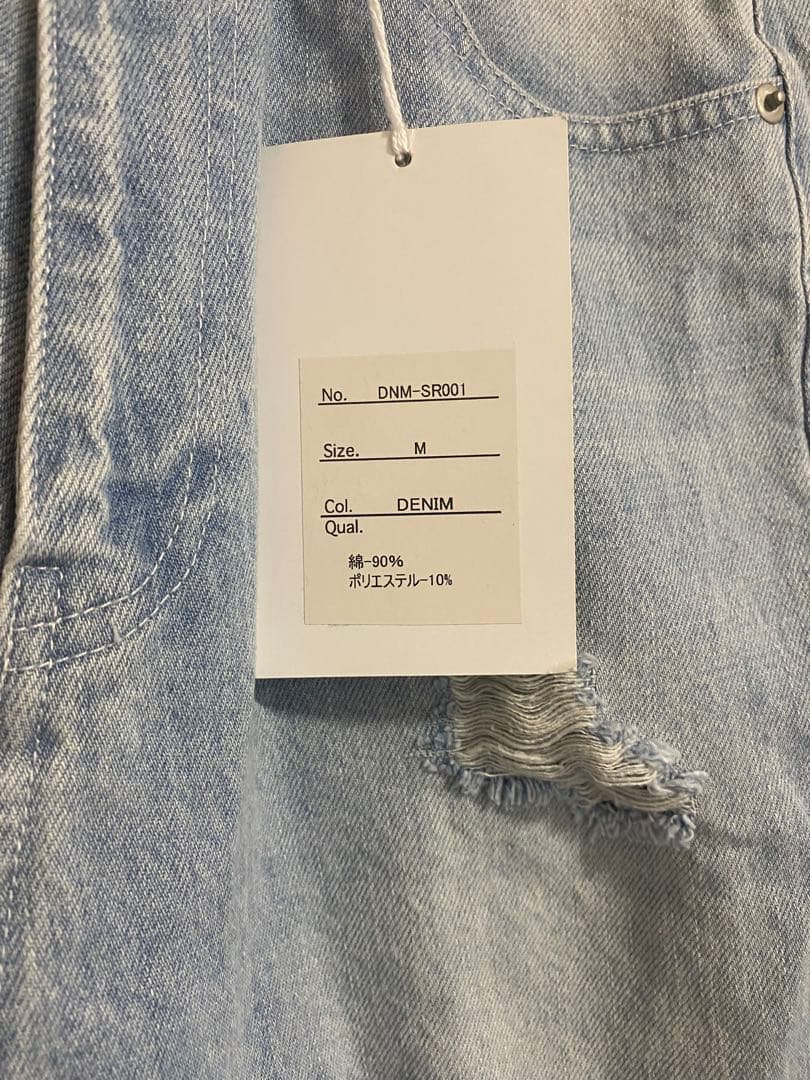 No. DNM-SR001
Size. M
Col. DENIM
Qual.
綿-90%
ポリエステル-10%